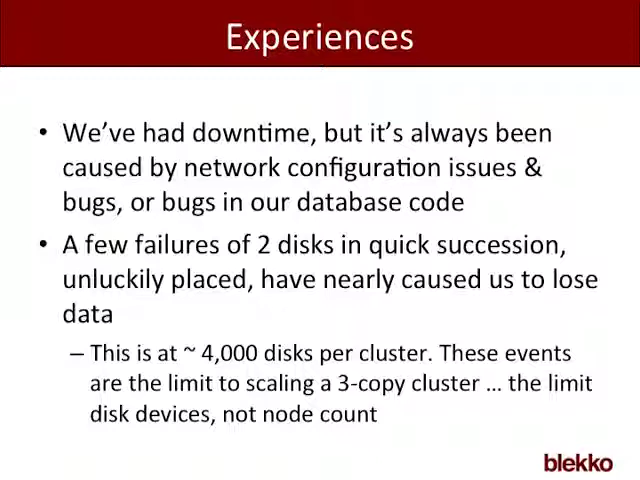 Experiences
• We've had downtime, but it's always been
caused by network configuration issues &
bugs, or bugs in our database code
• A few failures of 2 disks in quick succession,
unluckily placed, have nearly caused us to lose
data
– This is at ~ 4,000 disks per cluster. These events
are the limit to scaling a 3-copy cluster … the limit
disk devices, not node count
blekko